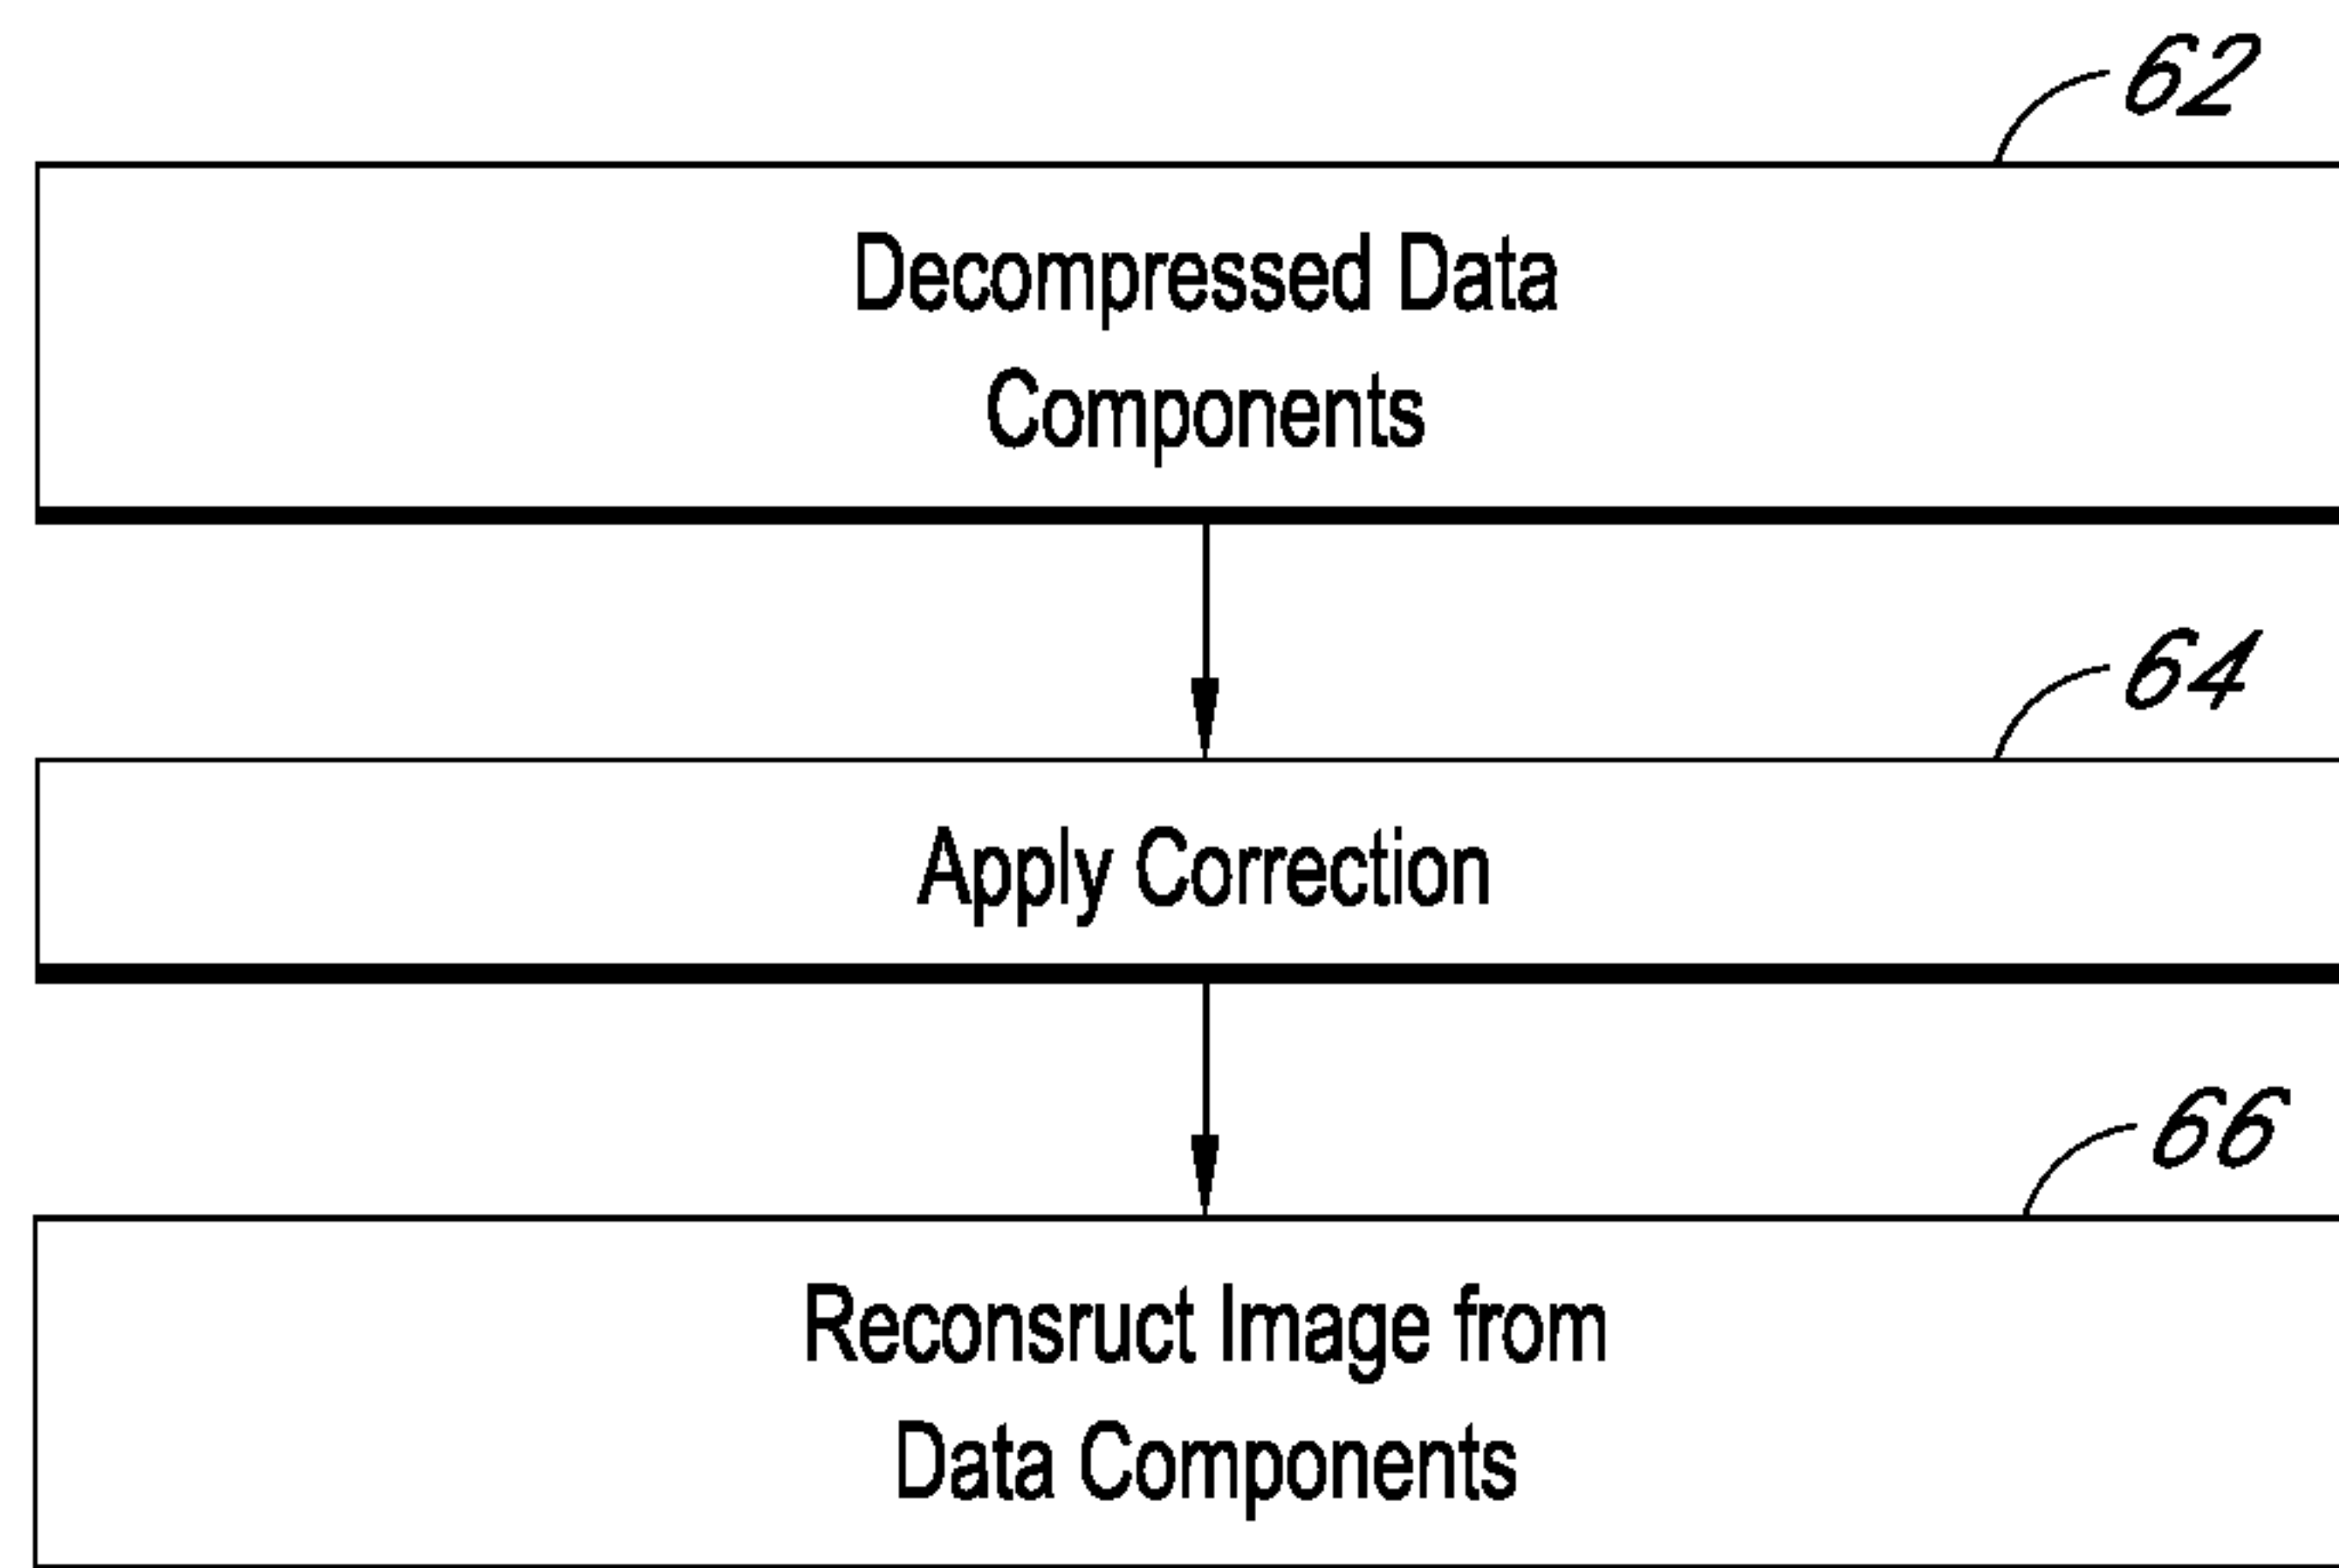 62
Decompressed Data
Components
64
Apply Correction
66
Reconsruct Image from
Data Components